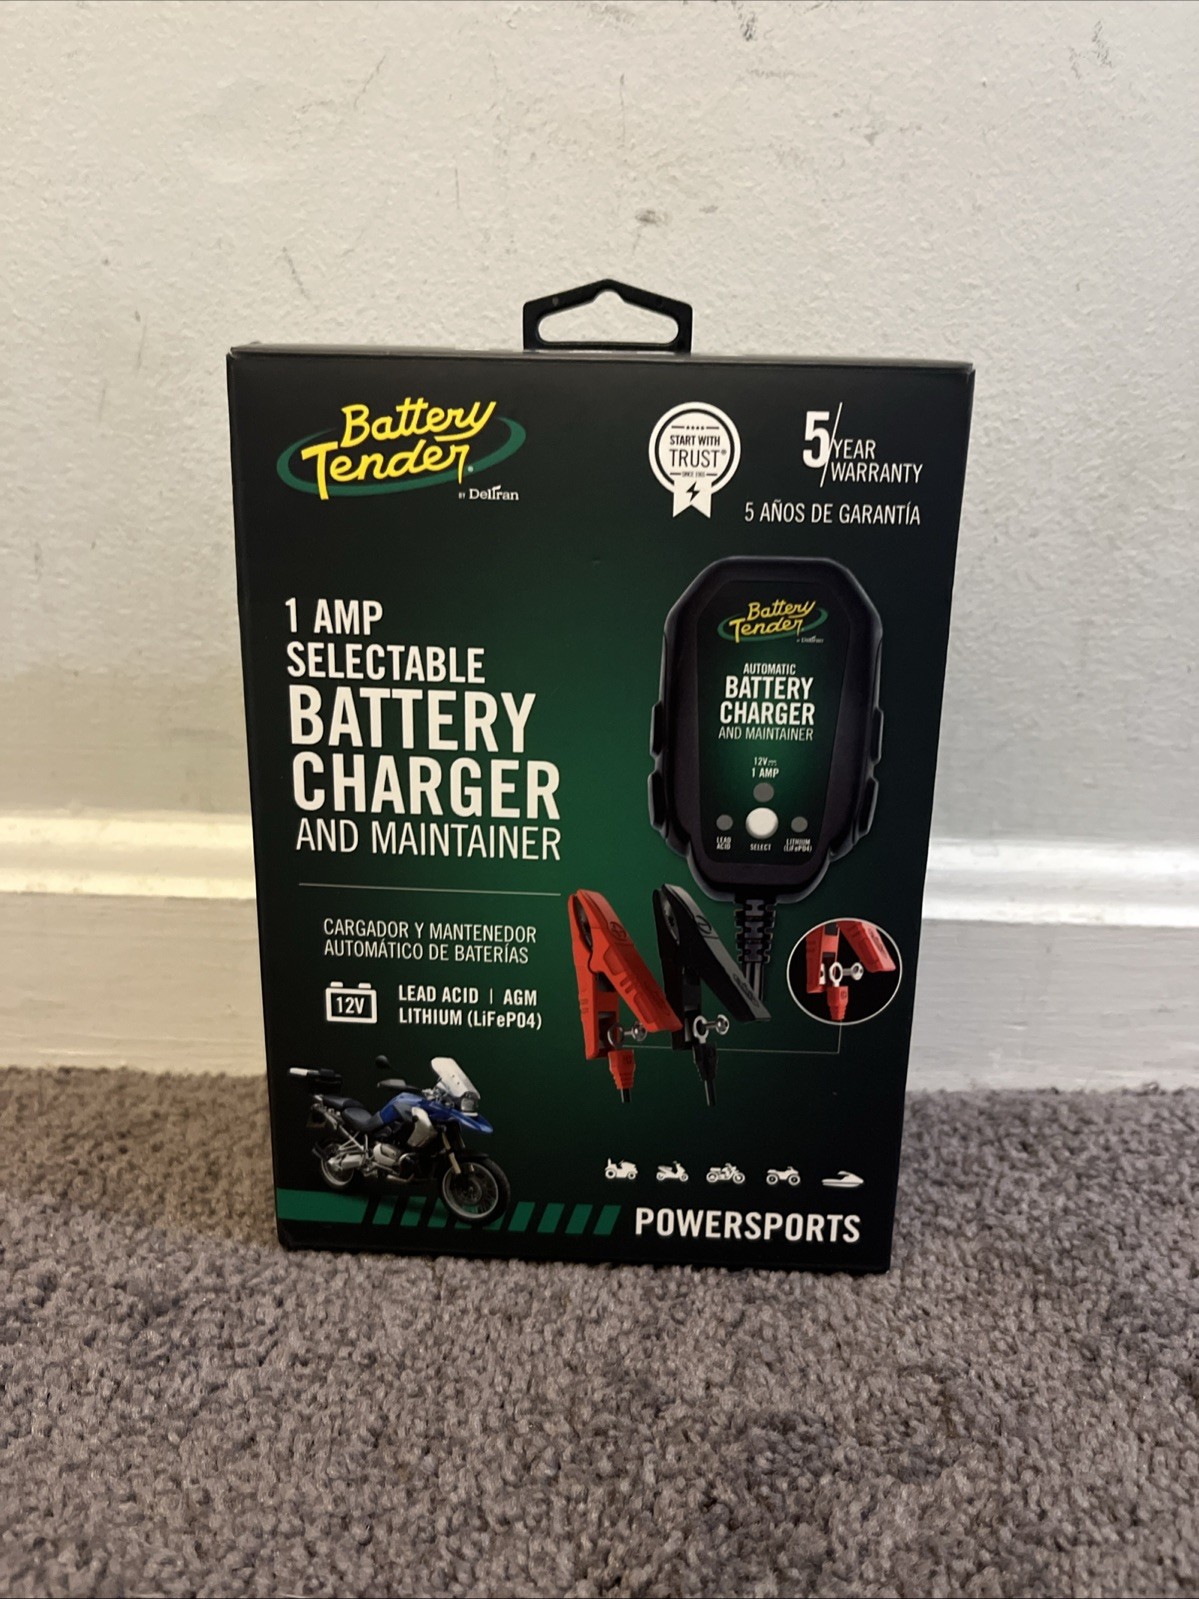 Battery
Tender®
BY Deltran
START WITH
TRUST®
5 YEAR
WARRANTY
5 AÑOS DE GARANTÍA
1 AMP
SELECTABLE
BATTERY
CHARGER
AND MAINTAINER
CARGADOR Y MANTENEDOR
AUTOMÁTICO DE BATERÍAS
12V
LEAD ACID | AGM
LITHIUM (LiFePO4)
Battery
Tender
BY Deltran
AUTOMATIC
BATTERY
CHARGER
AND MAINTAINER
12V
1 AMP
LEAD
ACID
SELECT
LITHIUM
(LiFePO4)
POWERSPORTS